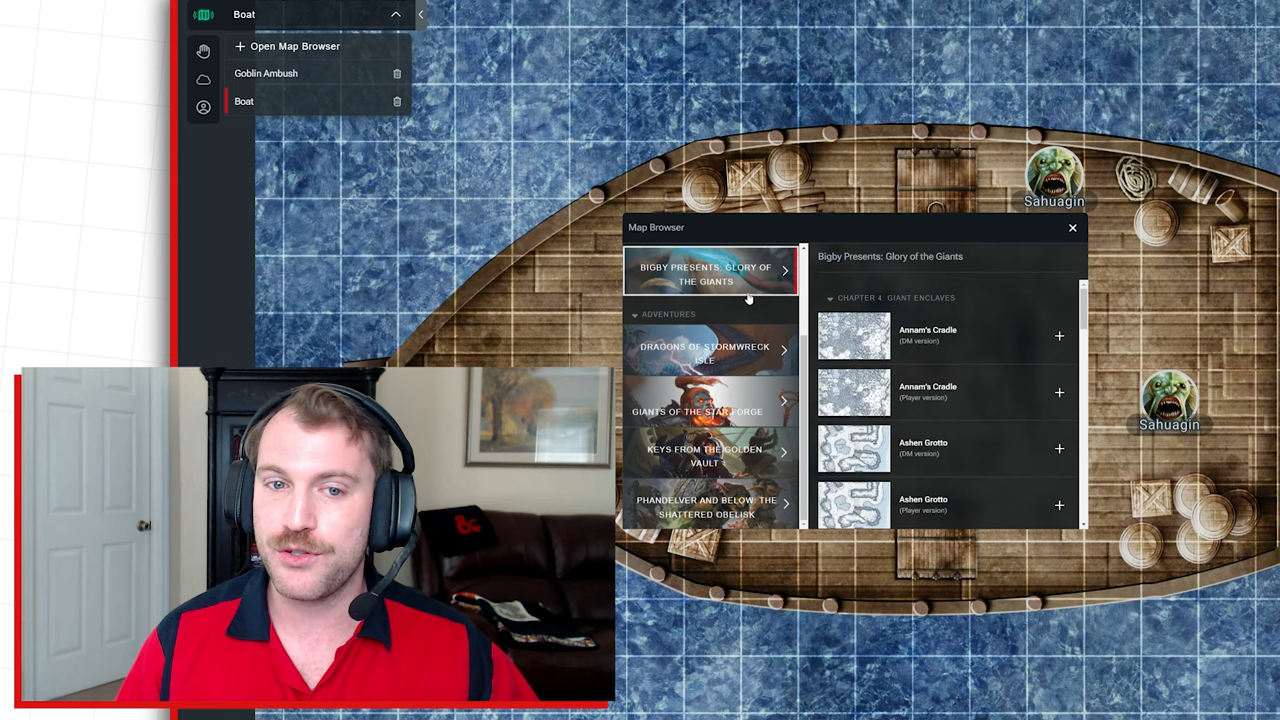 Boat
+ Open Map Browser
Goblin Ambush
Boat
Sahuagin
Map Browser
BIGBY PRESENTS: GLORY OF
THE GIANTS
ADVENTURES
DRAGONS OF STORMWRECK
ISLE
GIANTS OF THE STAR FORGE
KEYS FROM THE GOLDEN
VAULT
PHANDELVER AND BELOW: THE
SHATTERED OBELISK
Bigby Presents: Glory of the Giants
CHAPTER 4: GIANT ENCLAVES
Annam's Cradle
(DM version)
Annam's Cradle
(Player version)
Ashen Grotto
(DM version)
Ashen Grotto
(Player version)
Sahuagin